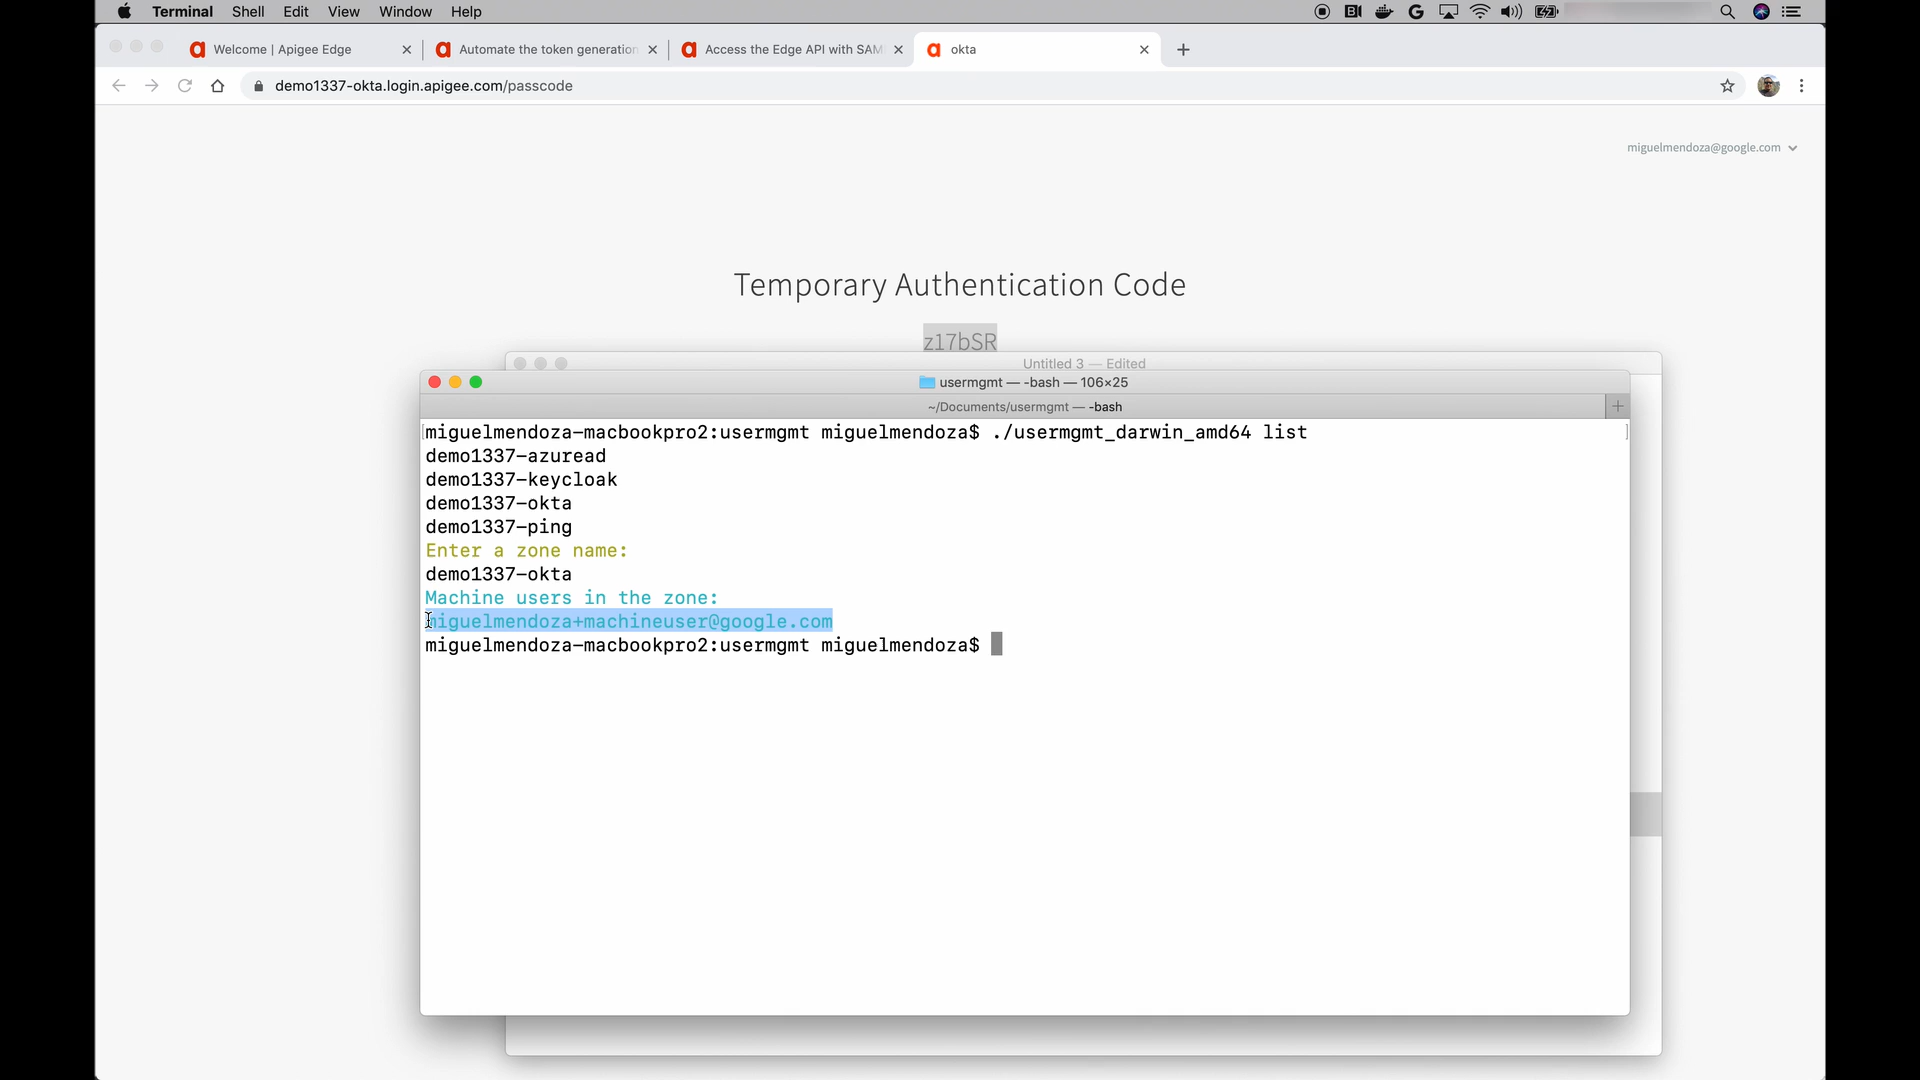 Terminal Shell Edit View Window Help
Welcome | Apigee Edge
Automate the token generation
Access the Edge API with SAM
okta
demo1337-okta.login.apigee.com/passcode
miguelmendoza@google.com
Temporary Authentication Code
z17bSR
Untitled 3 — Edited
usermgmt — -bash — 106×25
~/Documents/usermgmt — -bash
miguelmendoza-macbookpro2:usermgmt miguelmendoza$ ./usermgmt_darwin_amd64 list
demo1337-azuread
demo1337-keycloak
demo1337-okta
demo1337-ping
Enter a zone name:
demo1337-okta
Machine users in the zone:
miguelmendoza+machineuser@google.com
miguelmendoza-macbookpro2:usermgmt miguelmendoza$